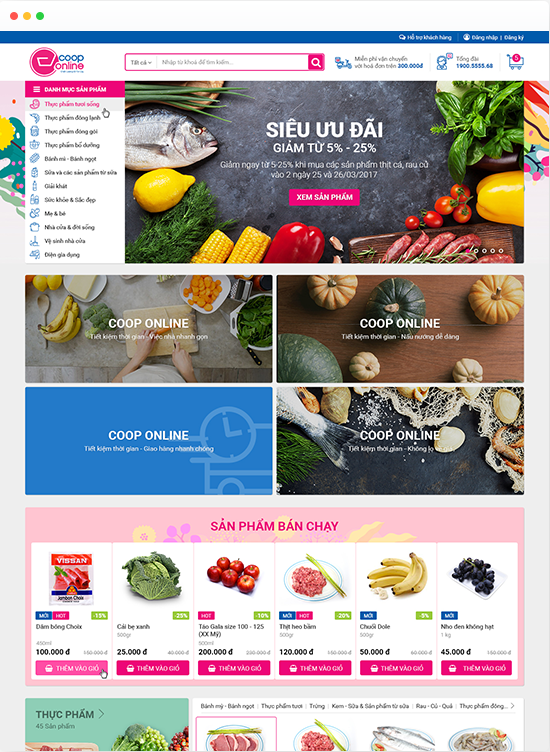 Hỗ trợ khách hàng
Đăng nhập | Đăng ký
coop
online
Tất cả
Nhập từ khoá để tìm kiếm...
Miễn phí vận chuyển
với hoá đơn trên 300.000đ
Tổng đài
1900.5555.68
DANH MỤC SẢN PHẨM
Thực phẩm tươi sống
Thực phẩm đông lạnh
Thực phẩm đóng gói
Thực phẩm bổ dưỡng
Bánh mì - Bánh ngọt
Sữa và các sản phẩm từ sữa
Giải khát
Sức khỏe & Sắc đẹp
Mẹ & bé
Nhà cửa & đời sống
Vệ sinh nhà cửa
Điện gia dụng
SIÊU ƯU ĐÃI
GIẢM TỪ 5% - 25%
Giảm ngay từ 5-25% khi mua các sản phẩm thịt cá, rau củ
vào 2 ngày 25 và 26/03/2017
XEM SẢN PHẨM
COOP ONLINE
Tiết kiệm thời gian - Việc nhà nhanh gọn
COOP ONLINE
Tiết kiệm thời gian - Nấu nướng dễ dàng
COOP ONLINE
Tiết kiệm thời gian - Giao hàng nhanh chóng
COOP ONLINE
Tiết kiệm thời gian - Không lo
SẢN PHẨM BÁN CHẠY
VISSAN
Jambon Choix
MỚI HOT -15%
Đăm bông Choix
450ml
100.000 đ 150.000 đ
THÊM VÀO GIỎ
-25%
Cải bẹ xanh
500gr
25.000 đ 40.000 đ
THÊM VÀO GIỎ
MỚI HOT -10%
Táo Gala size 100 - 125
(XX Mỹ)
500ml
200.000 đ 230.000 đ
THÊM VÀO GIỎ
MỚI HOT -20%
Thịt heo bằm
500gr
120.000 đ 150.000 đ
THÊM VÀO GIỎ
-5%
Chuối Dole
500gr
50.000 đ 60.000 đ
THÊM VÀO GIỎ
MỚI
Nho đen không hạt
1 kg
45.000 đ 150.000 đ
THÊM VÀO GIỎ
THỰC PHẨM
45 Sản phẩm
Bánh mỳ - Bánh ngọt | Thực phẩm tươi | Trứng | Kem - Sữa & Sản phẩm từ sữa | Rau - Củ - Quả | Thực phẩm đông...